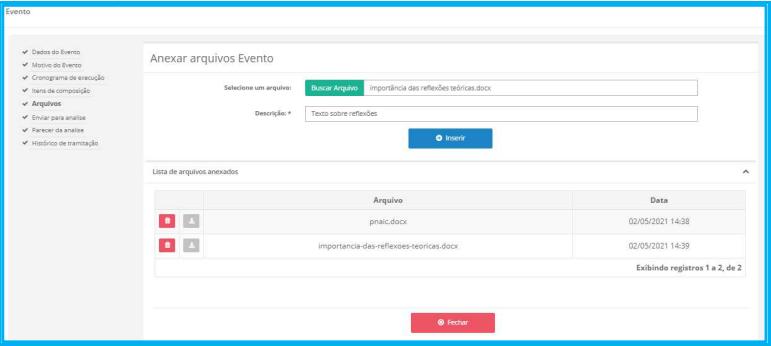 Evento
Dados do Evento
Motivo do Evento
Cronograma de execução
Itens de composição
Arquivos
Enviar para analise
Parecer da analise
Histórico de tramitação
Anexar arquivos Evento
Selecione um arquivo: Buscar Arquivo importância das reflexões teóricas.docx
Descrição: * Texto sobre reflexões
Inserir
Lista de arquivos anexados
Arquivo Data
pnaic.docx 02/05/2021 14:38
importancia-das-reflexoes-teoricas.docx 02/05/2021 14:39
Exibindo registros 1 a 2, de 2
Fechar